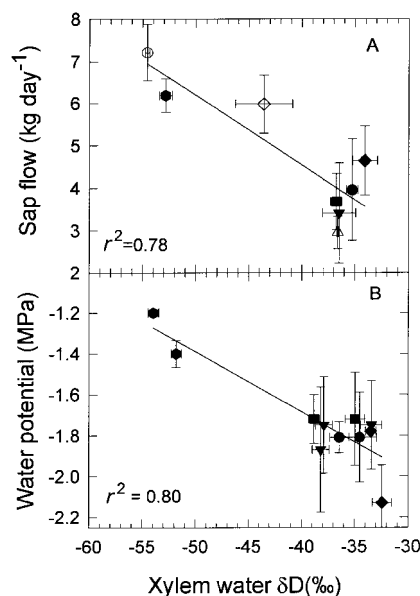 A
Sap flow (kg day⁻¹)
8
7
6
5
4
3
2
r²=0.78
B
Water potential (MPa)
-1.2
-1.4
-1.6
-1.8
-2.0
-2.2
r² = 0.80
-60 -55 -50 -45 -40 -35 -30
Xylem water δD(‰)